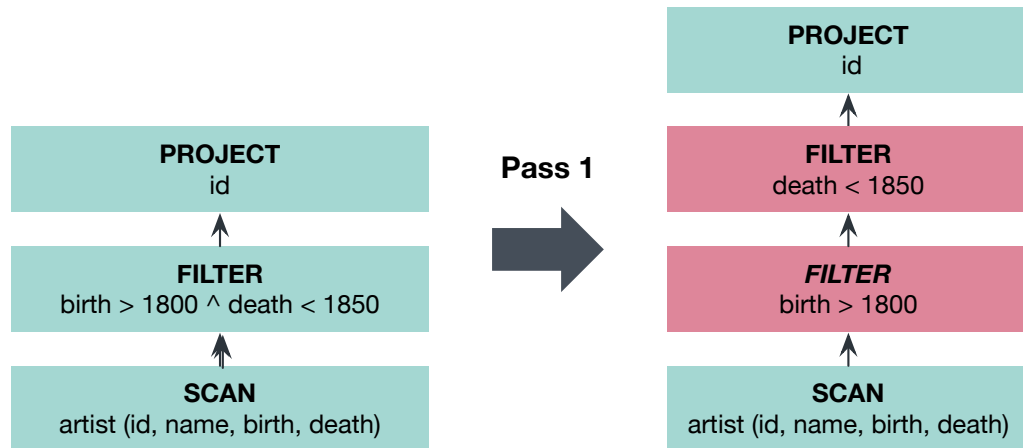 PROJECT
id
FILTER
birth > 1800 ^ death < 1850
SCAN
artist (id, name, birth, death)
Pass 1
PROJECT
id
FILTER
death < 1850
FILTER
birth > 1800
SCAN
artist (id, name, birth, death)